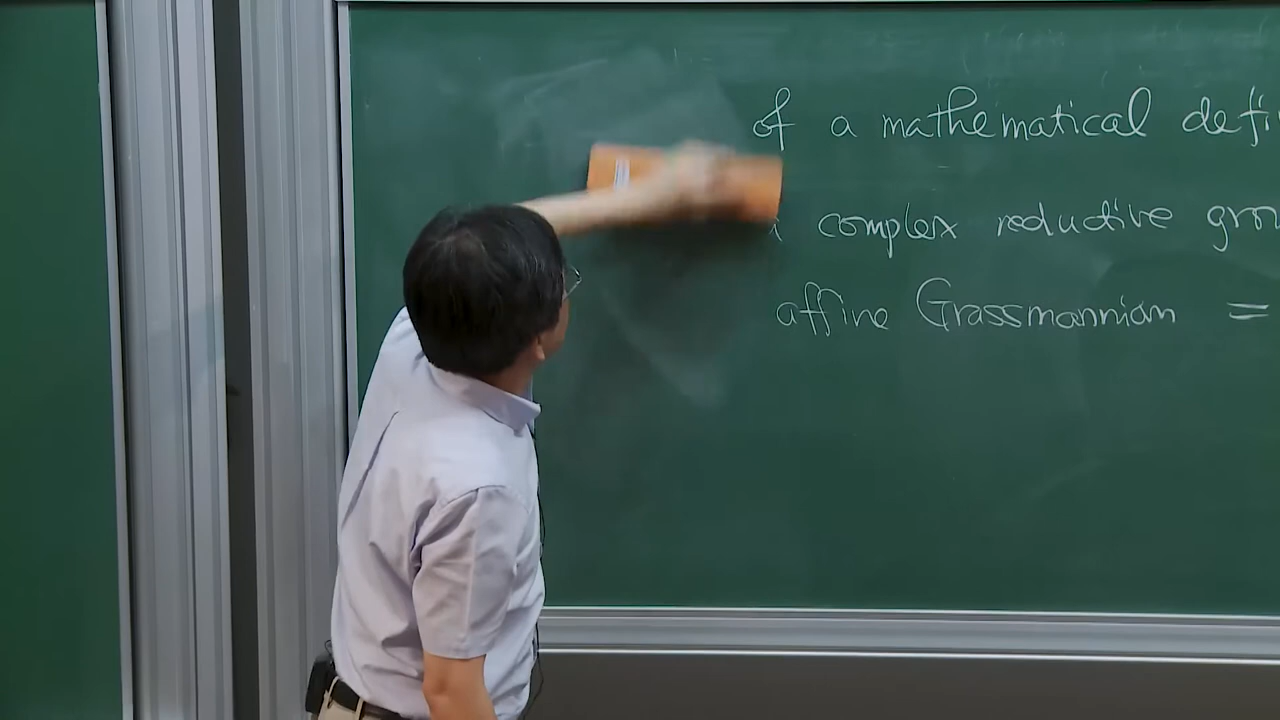 of a mathematical defi
complex reductive gro
affine Grassmannian =